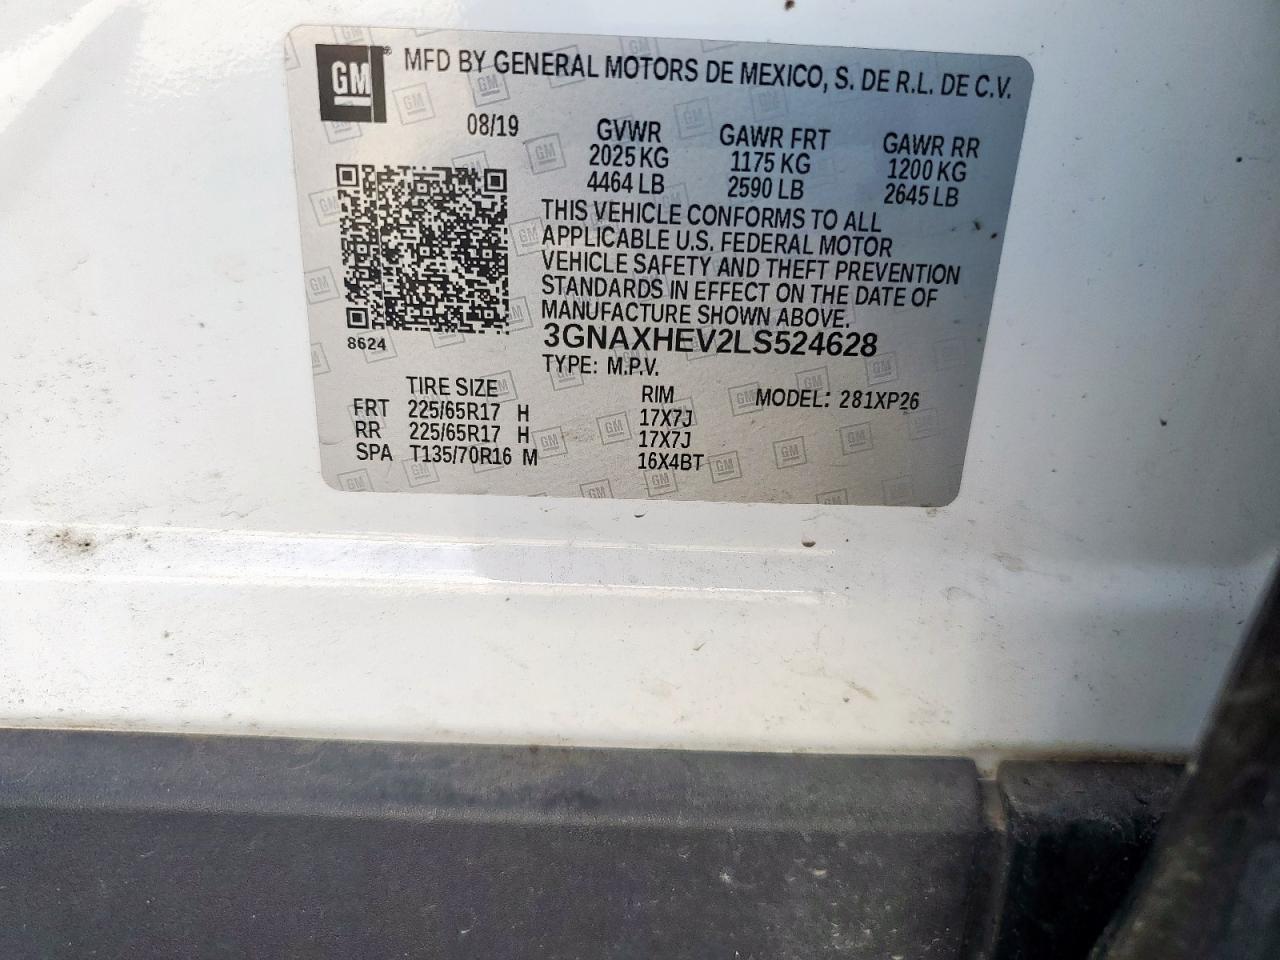 GM® MFD BY GENERAL MOTORS DE MEXICO, S. DE R.L. DE C.V.
08/19 GVWR GAWR FRT GAWR RR
2025 KG 1175 KG 1200 KG
4464 LB 2590 LB 2645 LB
THIS VEHICLE CONFORMS TO ALL
APPLICABLE U.S. FEDERAL MOTOR
VEHICLE SAFETY AND THEFT PREVENTION
STANDARDS IN EFFECT ON THE DATE OF
MANUFACTURE SHOWN ABOVE.
8624 3GNAXHEV2LS524628
TYPE: M.P.V.
TIRE SIZE RIM MODEL: 281XP26
FRT 225/65R17 H 17X7J
RR 225/65R17 H 17X7J
SPA T135/70R16 M 16X4BT